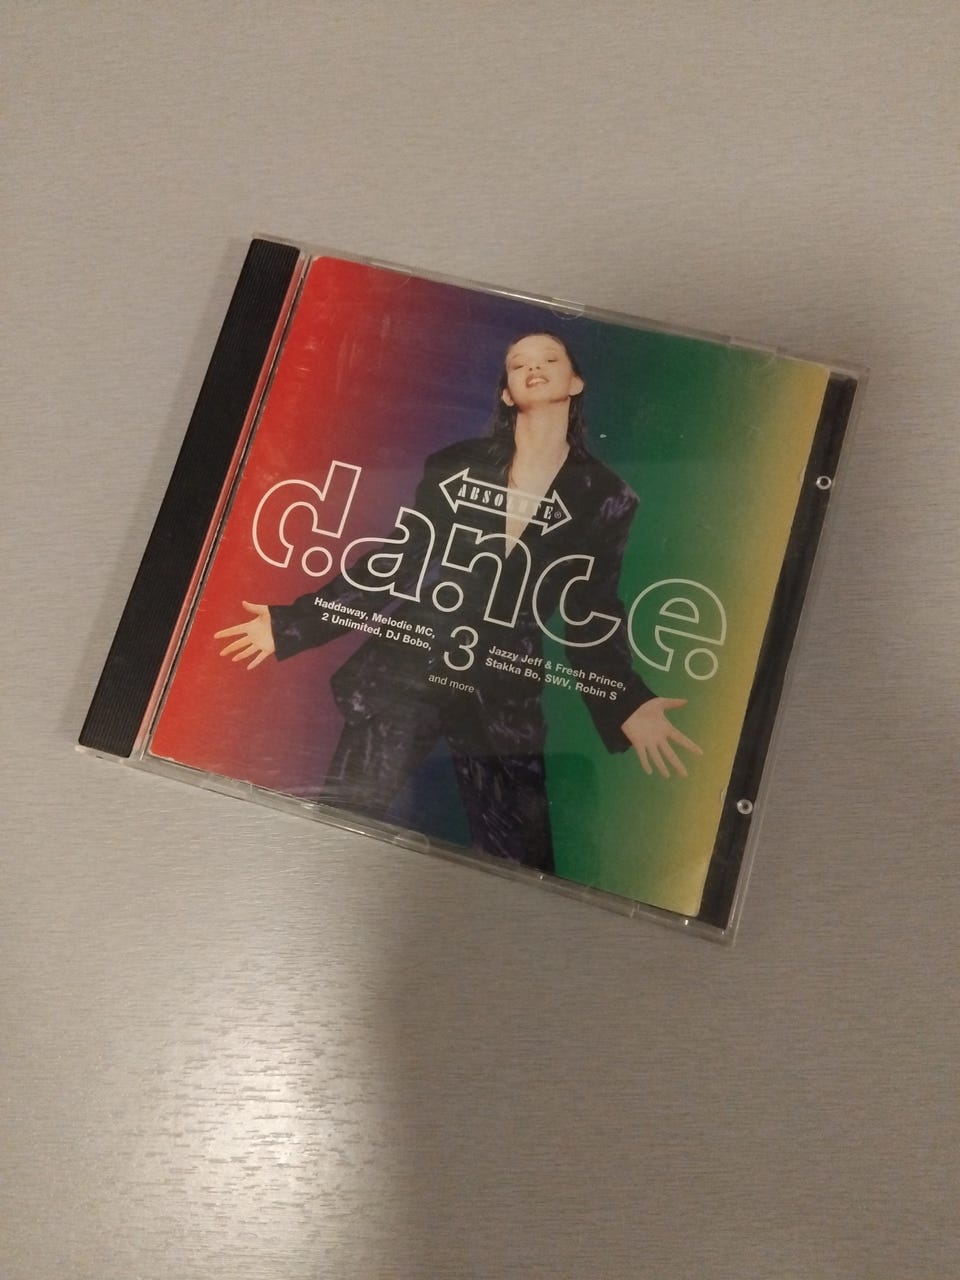 ABSOLUTE®
dance
Haddaway, Melodie MC,
2 Unlimited, DJ Bobo,
3
Jazzy Jeff & Fresh Prince,
Stakka Bo, SWV, Robin S
and more